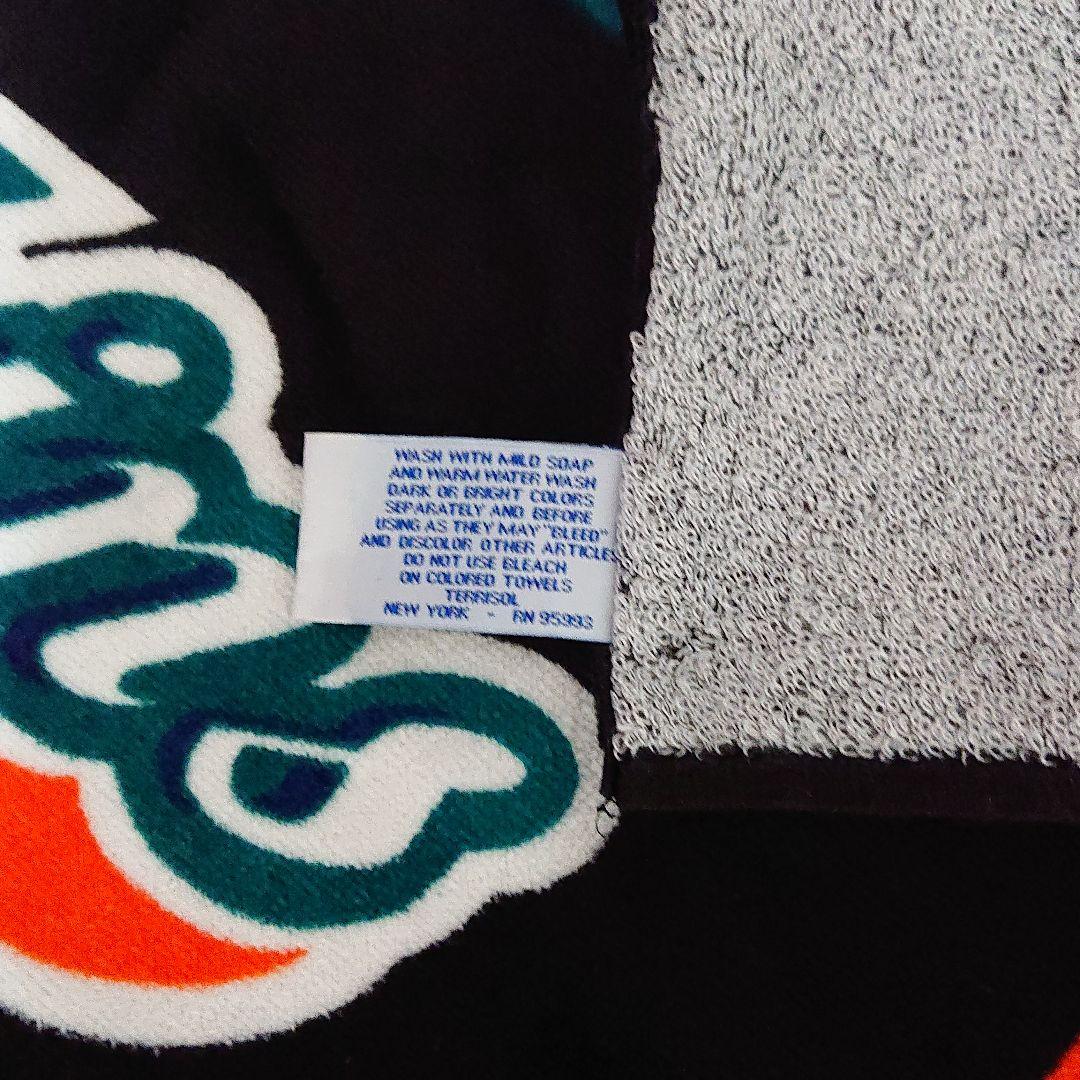 WASH WITH MILD SOAP
AND WARM WATER WASH
DARK OR BRIGHT COLORS
SEPARATELY AND BEFORE
USING AS THEY MAY "BLEED"
AND DISCOLOR OTHER ARTICLES
DO NOT USE BLEACH
ON COLORED TOWELS
TERRISOL
NEW YORK - RN 95993